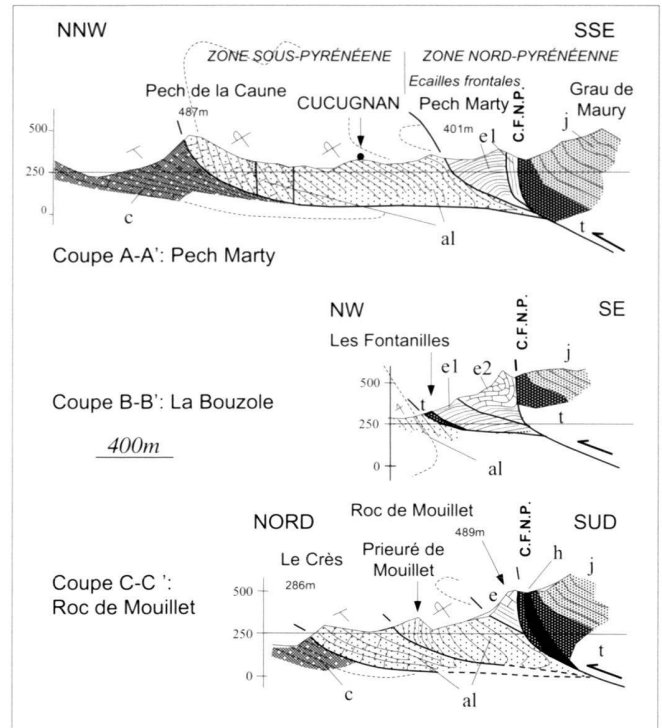 NNW SSE
ZONE SOUS-PYRÉNÉENE ZONE NORD-PYRÉNÉENNE
Pech de la Caune
487m
CUCUGNAN
Ecailles frontales
Pech Marty
401m
e1
C.F.N.P.
j
Grau de
Maury
500
250
0
c
al
t
Coupe A-A': Pech Marty
NW SE
Les Fontanilles
C.F.N.P.
j
e1
e2
500
t
250
t
0
al
Coupe B-B': La Bouzole
400m
Roc de Mouillet
489m
NORD SUD
C.F.N.P.
h
j
Le Crès
286m
Prieuré de
Mouillet
e
Coupe C-C ':
Roc de Mouillet
500
250
0
t
c
al